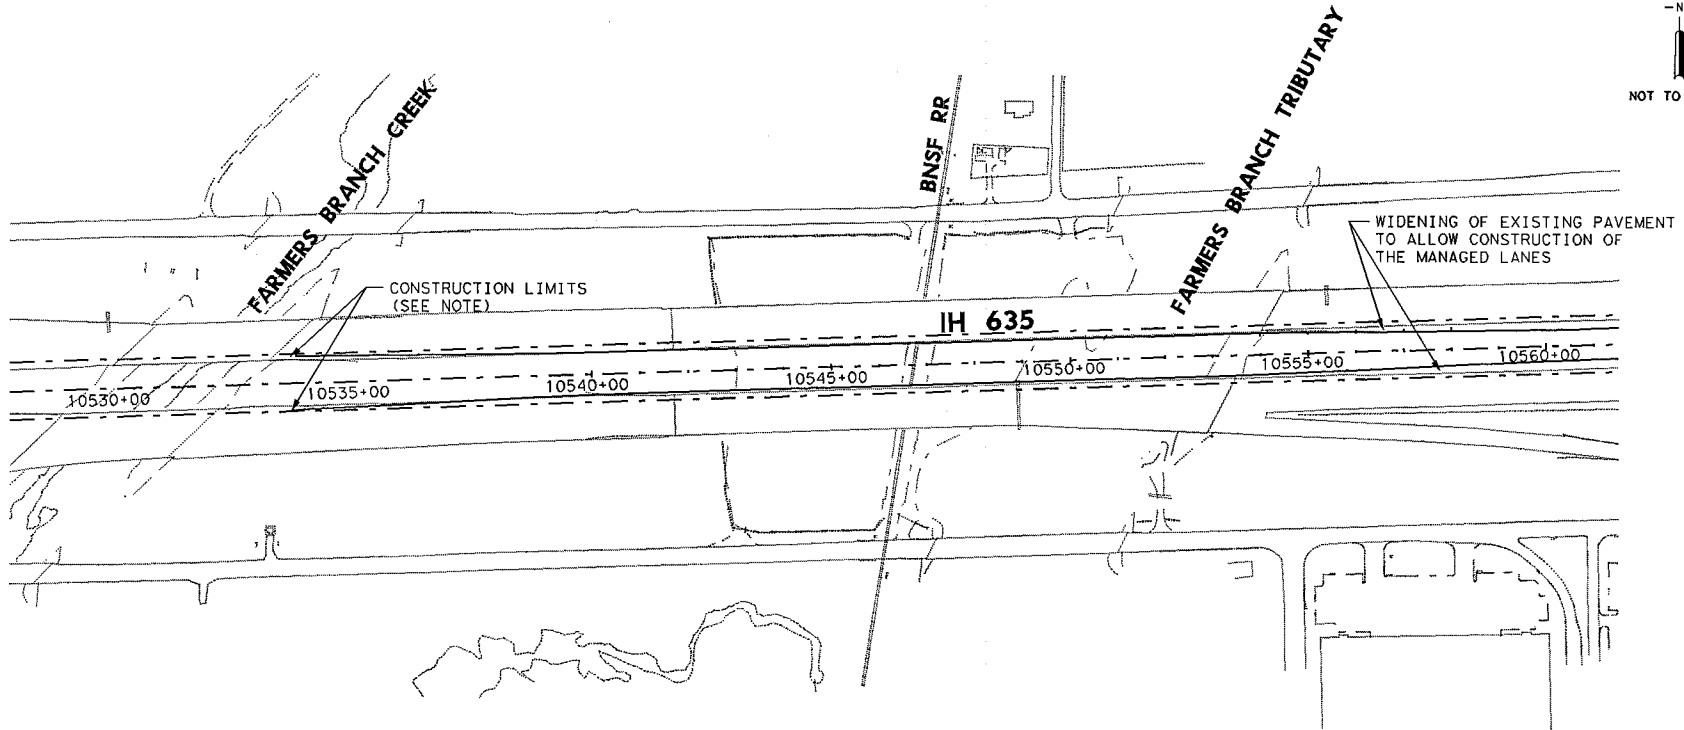 -N
NOT TO
FARMERS BRANCH CREEK
BNSF RR
FARMERS BRANCH TRIBUTARY
WIDENING OF EXISTING PAVEMENT
TO ALLOW CONSTRUCTION OF
THE MANAGED LANES
CONSTRUCTION LIMITS
(SEE NOTE)
IH 635
10530+00
10535+00
10540+00
10545+00
10550+00
10555+00
10560+00